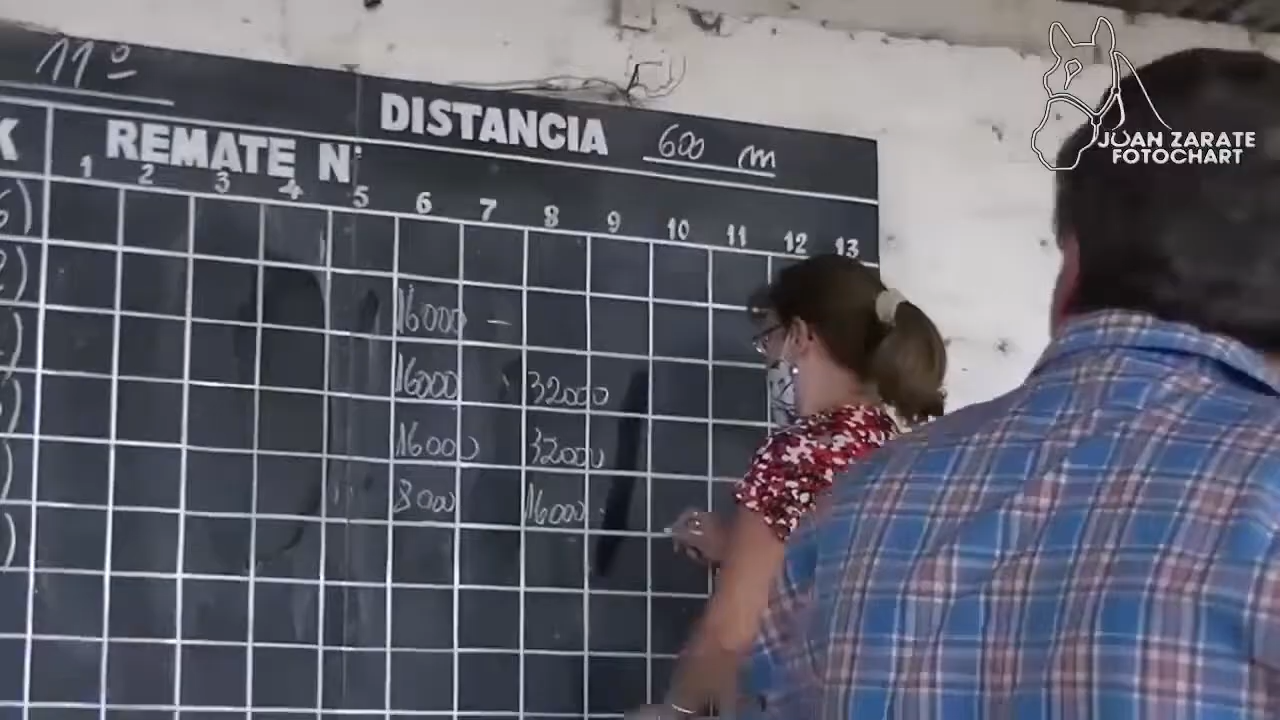 11º
DISTANCIA 600 m
REMATE Nº
1 2 3 4 5 6 7 8 9 10 11 12 13
16000 -
16000 32000
16000 32000
8000 16000
JUAN ZARATE
FOTOCHART